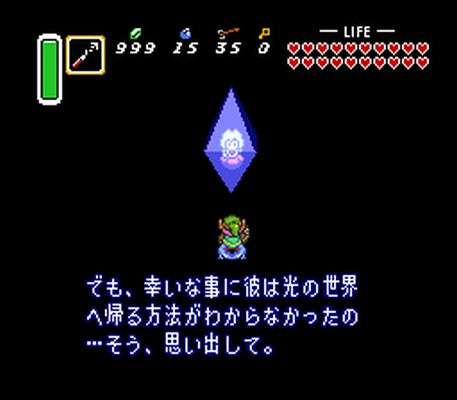 999 15 35 0 — LIFE —
でも、幸いな事に彼は光の世界
へ帰る方法がわからなかったの
…そう、思い出して。